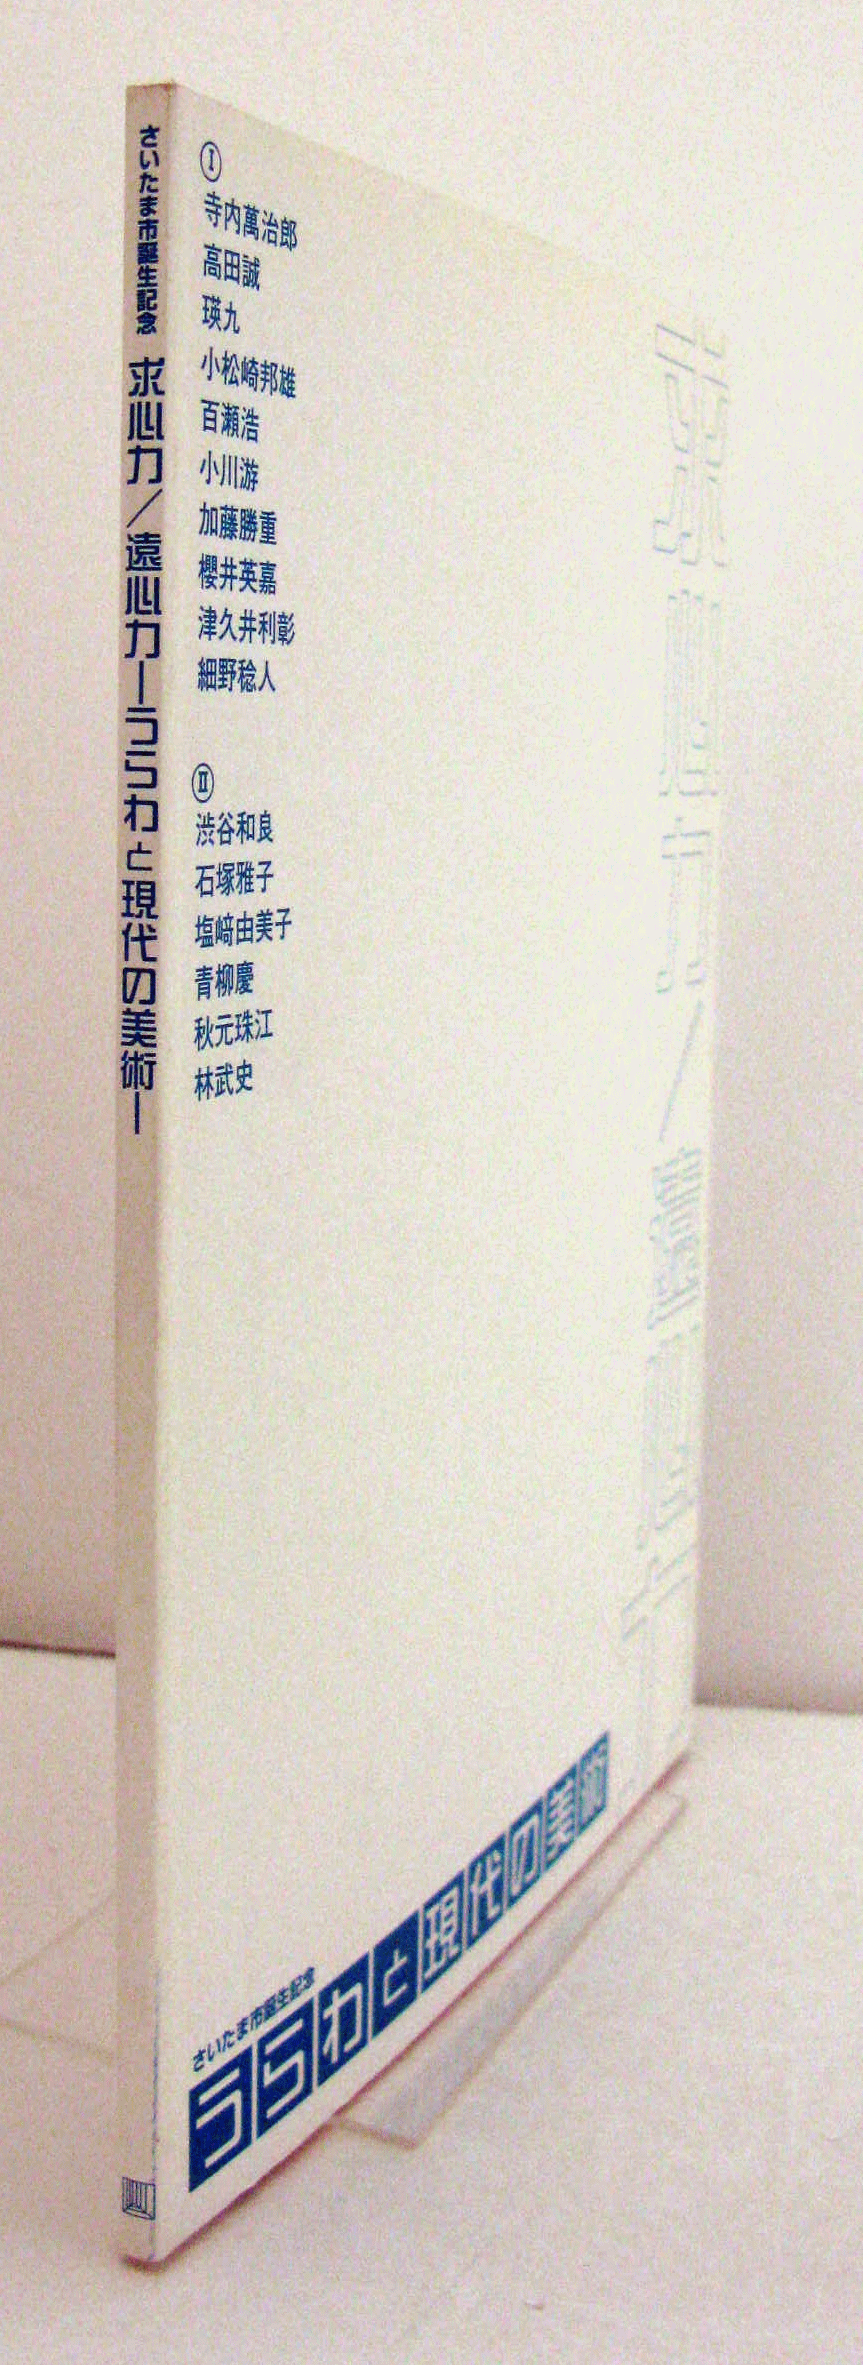 さいたま市誕生記念 求心力／遠心力ーうらわと現代の美術ー
Ⅰ
寺内萬治郎
高田誠
瑛九
小松崎邦雄
百瀬浩
小川游
加藤勝重
櫻井英嘉
津久井利彰
細野稔人
Ⅱ
渋谷和良
石塚雅子
塩﨑由美子
青柳慶
秋元珠江
林武史
さいたま市誕生記念
うらわと現代の美術